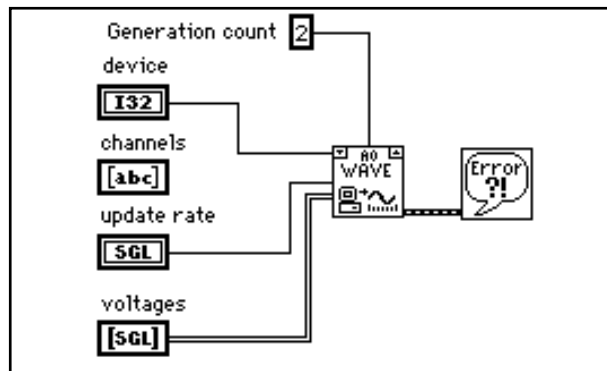 Generation count 2
device
I32
channels
[abc]
update rate
SGL
voltages
[SGL]
AO
WAVE
Error
?!